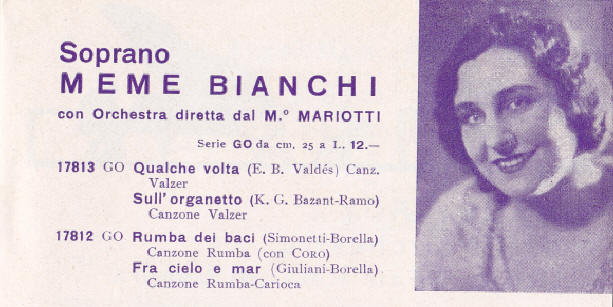 Soprano
MEME BIANCHI
con Orchestra diretta dal M.° MARIOTTI
Serie GO da cm. 25 a L. 12.—
17813 GO Qualche volta (E. B. Valdés) Canz.
Valzer
Sull'organetto (K. G. Bazant-Ramo)
Canzone Valzer
17812 GO Rumba dei baci (Simonetti-Borella)
Canzone Rumba (con CORO)
Fra cielo e mar (Giuliani-Borella)
Canzone Rumba-Carioca